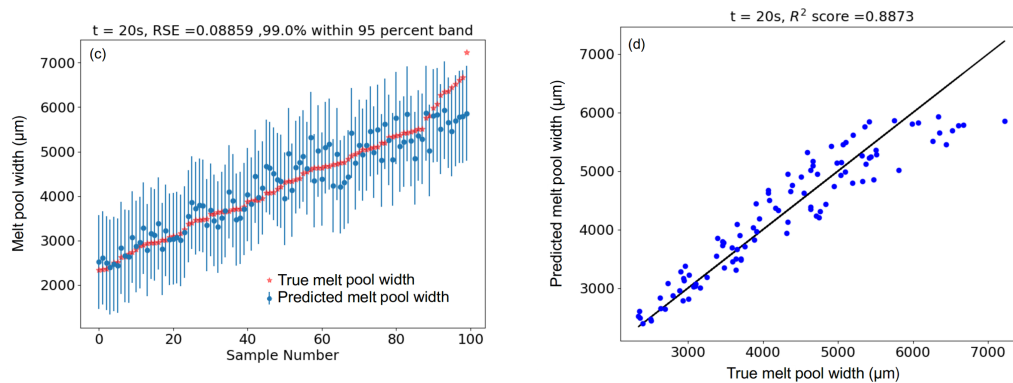 t = 20s, RSE =0.08859 ,99.0% within 95 percent band
(c)
Melt pool width (μm)
7000
6000
5000
4000
3000
2000
True melt pool width
Predicted melt pool width
0
20
40
60
80
100
Sample Number
t = 20s, R² score =0.8873
(d)
Predicted melt pool width (μm)
7000
6000
5000
4000
3000
3000
4000
5000
6000
7000
True melt pool width (μm)